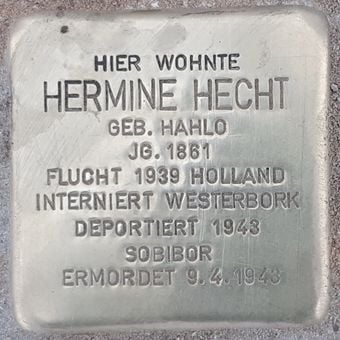 HIER WOHNTE
HERMINE HECHT
GEB. HAHLO
JG. 1861
FLUCHT 1939 HOLLAND
INTERNIERT WESTERBORK
DEPORTIERT 1943
SOBIBOR
ERMORDET 9.4.1943